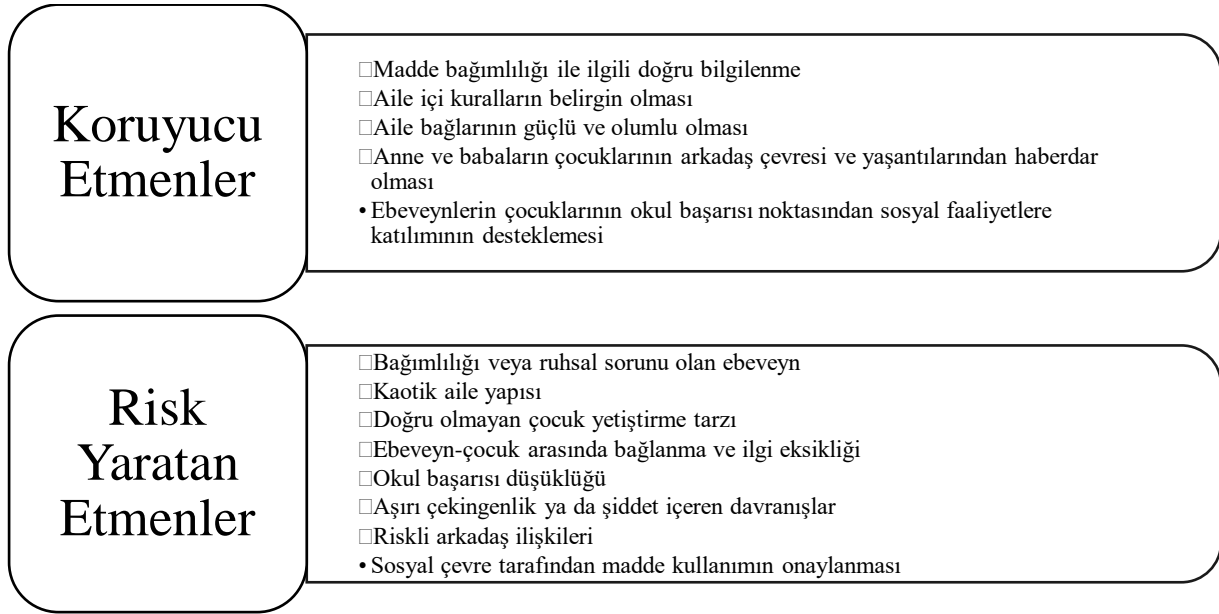 Koruyucu
Etmenler
□Madde bağımlılığı ile ilgili doğru bilgilenme
□Aile içi kuralların belirgin olması
□Aile bağlarının güçlü ve olumlu olması
□Anne ve babaların çocuklarının arkadaş çevresi ve yaşantılarından haberdar
olması
• Ebeveynlerin çocuklarının okul başarısı noktasından sosyal faaliyetlere
katılımının desteklemesi
Risk
Yaratan
Etmenler
□Bağımlılığı veya ruhsal sorunu olan ebeveyn
□Kaotik aile yapısı
□Doğru olmayan çocuk yetiştirme tarzı
□Ebeveyn-çocuk arasında bağlanma ve ilgi eksikliği
□Okul başarısı düşüklüğü
□Aşırı çekingenlik ya da şiddet içeren davranışlar
□Riskli arkadaş ilişkileri
• Sosyal çevre tarafından madde kullanımın onaylanması